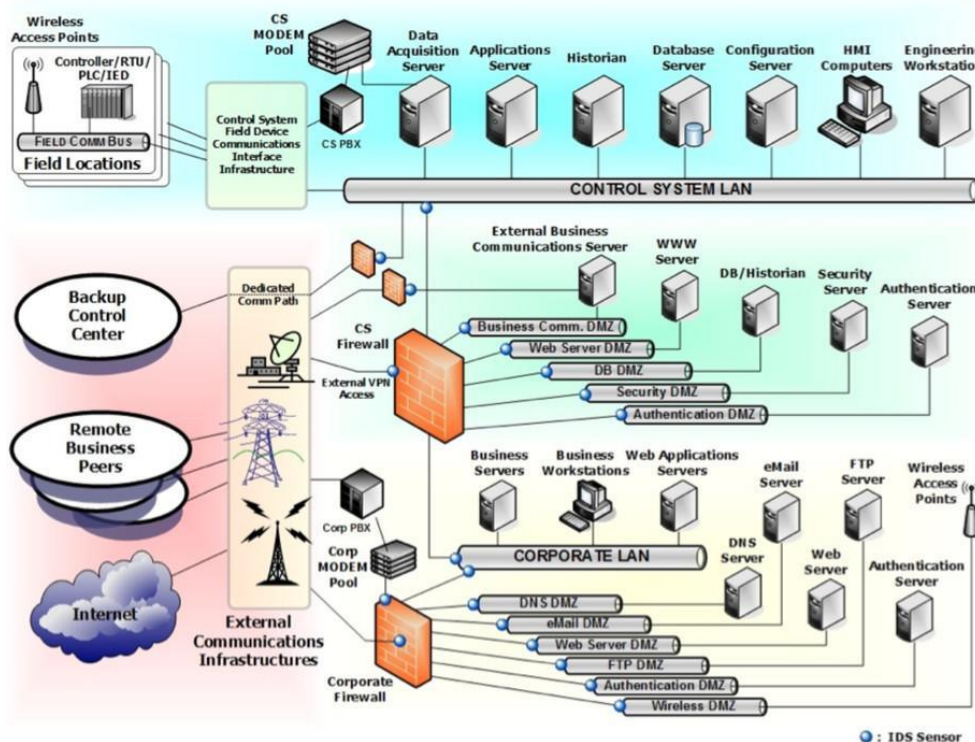 Wireless
Access Points
Controller/RTU/
PLC/IED
FIELD COMM BUS
Field Locations
CS
MODEM
Pool
CS PBX
Data
Acquisition
Server
Applications
Server
Historian
Database
Server
Configuration
Server
HMI
Computers
Engineering
Workstation
Control System
Field Device
Communications
Interface
Infrastructure
CONTROL SYSTEM LAN
External Business
Communications Server
WWW
Server
DB/Historian
Security
Server
Authentication
Server
Backup
Control
Center
Dedicated
Comm Path
CS
Firewall
External VPN
Access
Business Comm. DMZ
Web Server DMZ
DB DMZ
Security DMZ
Authentication DMZ
Remote
Business
Peers
Internet
External
Communications
Infrastructures
Corp PBX
Corp
MODEM
Pool
Business
Servers
Business
Workstations
Web Applications
Servers
eMail
Server
FTP
Server
Wireless
Access
Points
CORPORATE LAN
DNS
Server
Web
Server
Authentication
Server
DNS DMZ
eMail DMZ
Web Server DMZ
FTP DMZ
Authentication DMZ
Wireless DMZ
Corporate
Firewall
: IDS Sensor